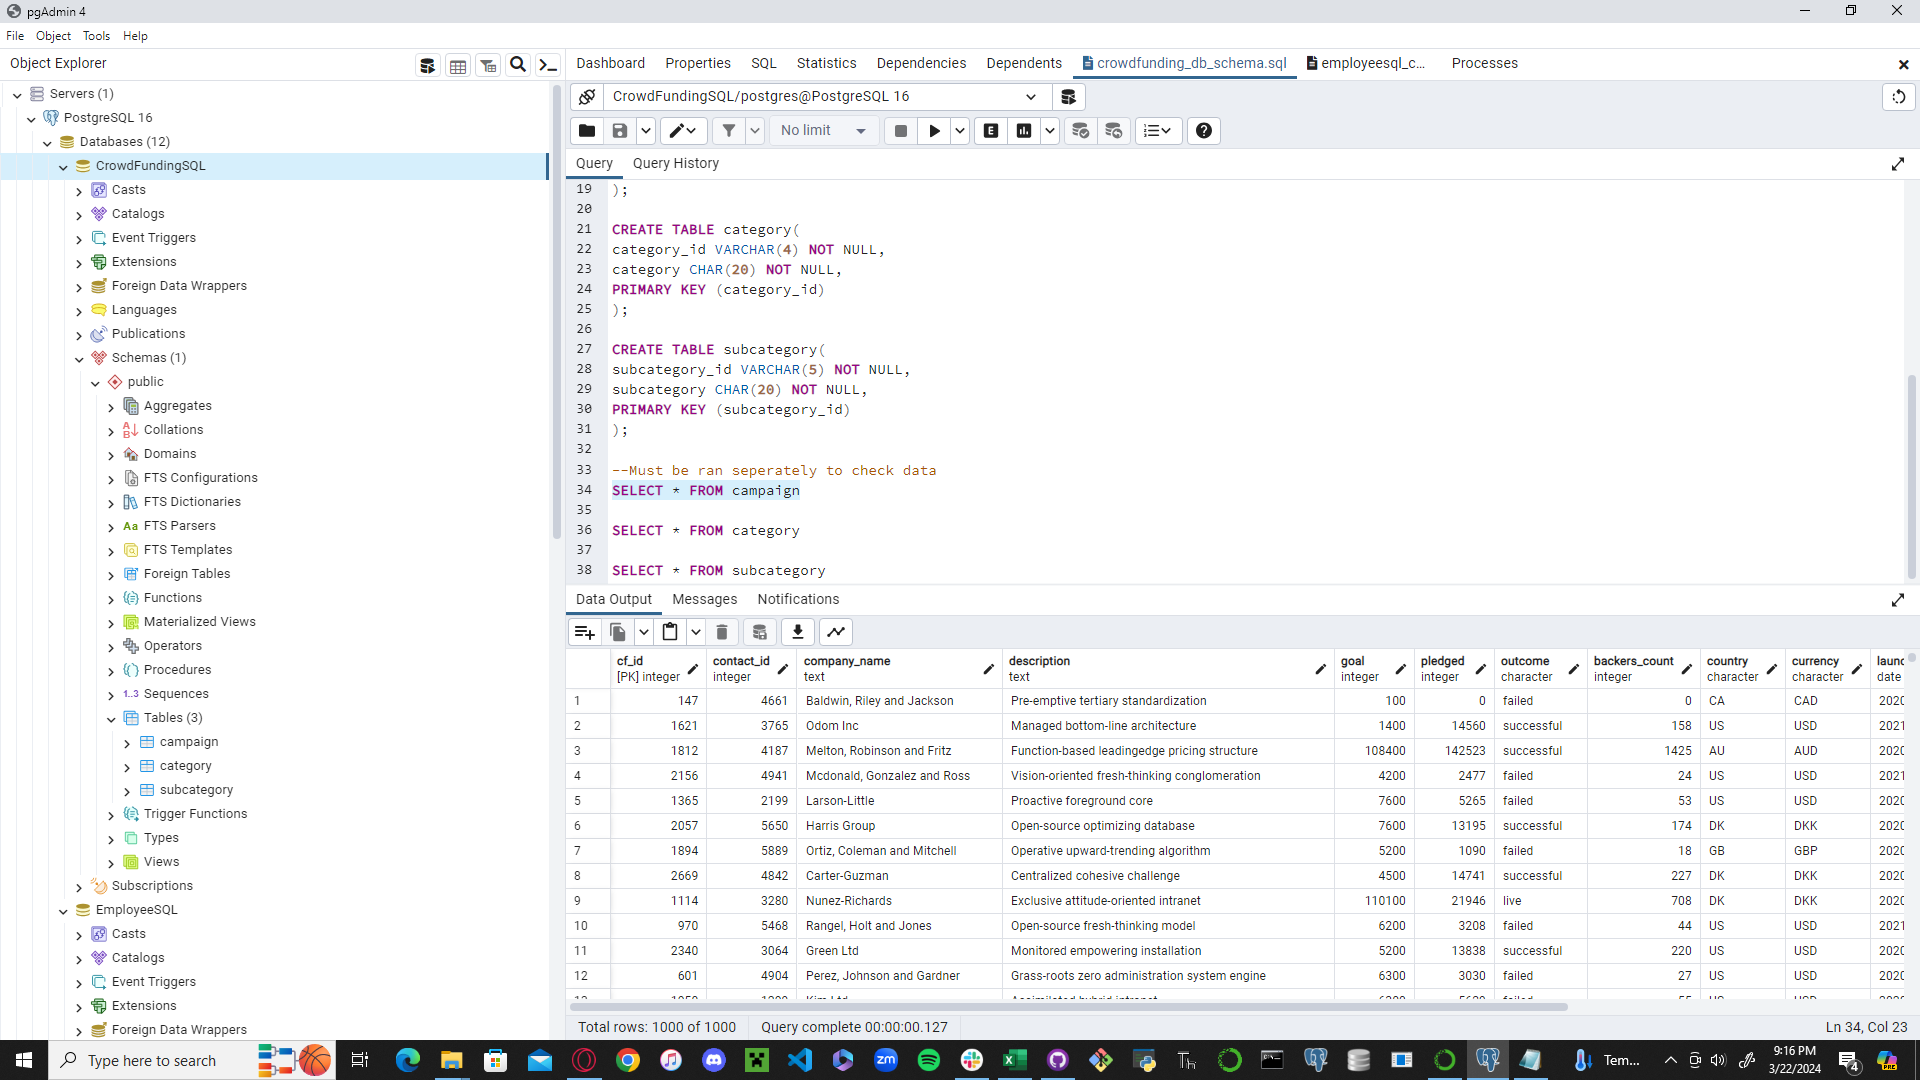 pgAdmin 4
File Object Tools Help
Object Explorer
Dashboard Properties SQL Statistics Dependencies Dependents crowdfunding_db_schema.sql employeesql_c... Processes
Servers (1)
PostgreSQL 16
Databases (12)
CrowdFundingSQL
Casts
Catalogs
Event Triggers
Extensions
Foreign Data Wrappers
Languages
Publications
Schemas (1)
public
Aggregates
Collations
Domains
FTS Configurations
FTS Dictionaries
Aa FTS Parsers
FTS Templates
Foreign Tables
Functions
Materialized Views
Operators
Procedures
1..3 Sequences
Tables (3)
campaign
category
subcategory
Trigger Functions
Types
Views
Subscriptions
EmployeeSQL
Casts
Catalogs
Event Triggers
Extensions
Foreign Data Wrappers
CrowdFundingSQL/postgres@PostgreSQL 16
No limit
E
Query Query History
19 );
20
21 CREATE TABLE category(
22 category_id VARCHAR(4) NOT NULL,
23 category CHAR(20) NOT NULL,
24 PRIMARY KEY (category_id)
25 );
26
27 CREATE TABLE subcategory(
28 subcategory_id VARCHAR(5) NOT NULL,
29 subcategory CHAR(20) NOT NULL,
30 PRIMARY KEY (subcategory_id)
31 );
32
33 --Must be ran seperately to check data
34 SELECT * FROM campaign
35
36 SELECT * FROM category
37
38 SELECT * FROM subcategory
Data Output Messages Notifications
cf_id contact_id company_name description goal pledged outcome backers_count country currency launc
[PK] integer integer text text integer integer character integer character character date
1 147 4661 Baldwin, Riley and Jackson Pre-emptive tertiary standardization 100 0 failed 0 CA CAD 2020
2 1621 3765 Odom Inc Managed bottom-line architecture 1400 14560 successful 158 US USD 2021
3 1812 4187 Melton, Robinson and Fritz Function-based leadingedge pricing structure 108400 142523 successful 1425 AU AUD 2020
4 2156 4941 Mcdonald, Gonzalez and Ross Vision-oriented fresh-thinking conglomeration 4200 2477 failed 24 US USD 2021
5 1365 2199 Larson-Little Proactive foreground core 7600 5265 failed 53 US USD 2020
6 2057 5650 Harris Group Open-source optimizing database 7600 13195 successful 174 DK DKK 2020
7 1894 5889 Ortiz, Coleman and Mitchell Operative upward-trending algorithm 5200 1090 failed 18 GB GBP 2020
8 2669 4842 Carter-Guzman Centralized cohesive challenge 4500 14741 successful 227 DK DKK 2020
9 1114 3280 Nunez-Richards Exclusive attitude-oriented intranet 110100 21946 live 708 DK DKK 2020
10 970 5468 Rangel, Holt and Jones Open-source fresh-thinking model 6200 3208 failed 44 US USD 2021
11 2340 3064 Green Ltd Monitored empowering installation 5200 13838 successful 220 US USD 2020
12 601 4904 Perez, Johnson and Gardner Grass-roots zero administration system engine 6300 3030 failed 27 US USD 2020
Total rows: 1000 of 1000 Query complete 00:00:00.127 Ln 34, Col 23
Type here to search
zm
Tem...
9:16 PM
3/22/2024
4